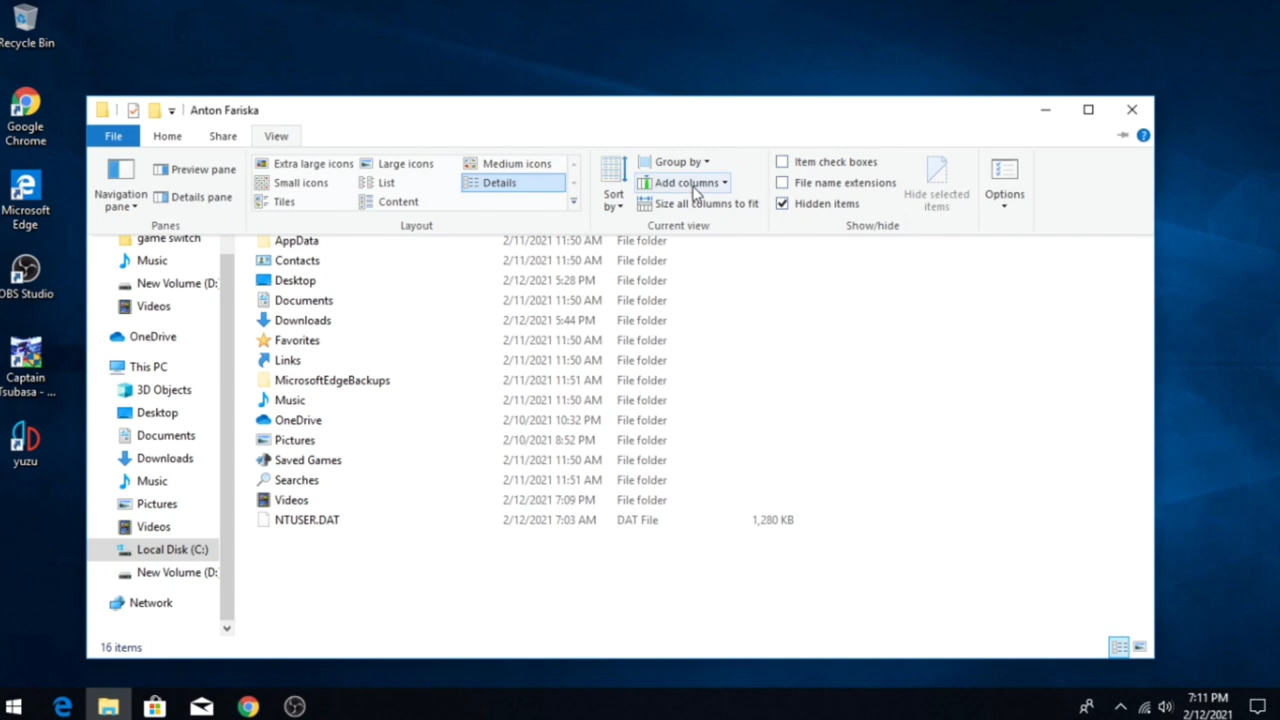 Recycle Bin
Google
Chrome
Microsoft
Edge
OBS Studio
Captain
Tsubasa - ...
yuzu
Anton Fariska
File
Home
Share
View
Navigation
pane
Preview pane
Details pane
Panes
Extra large icons
Large icons
Medium icons
Small icons
List
Details
Tiles
Content
Layout
Sort
by
Group by
Add columns
Size all columns to fit
Current view
Item check boxes
File name extensions
Hidden items
Hide selected
items
Show/hide
Options
game switch
Music
New Volume (D:
Videos
OneDrive
This PC
3D Objects
Desktop
Documents
Downloads
Music
Pictures
Videos
Local Disk (C:)
New Volume (D:
Network
AppData 2/11/2021 11:50 AM File folder
Contacts 2/11/2021 11:50 AM File folder
Desktop 2/12/2021 5:28 PM File folder
Documents 2/11/2021 11:50 AM File folder
Downloads 2/12/2021 5:44 PM File folder
Favorites 2/11/2021 11:50 AM File folder
Links 2/11/2021 11:50 AM File folder
MicrosoftEdgeBackups 2/11/2021 11:51 AM File folder
Music 2/11/2021 11:50 AM File folder
OneDrive 2/10/2021 10:32 PM File folder
Pictures 2/10/2021 8:52 PM File folder
Saved Games 2/11/2021 11:50 AM File folder
Searches 2/11/2021 11:51 AM File folder
Videos 2/12/2021 7:09 PM File folder
NTUSER.DAT 2/12/2021 7:03 AM DAT File 1,280 KB
16 items
7:11 PM
2/12/2021